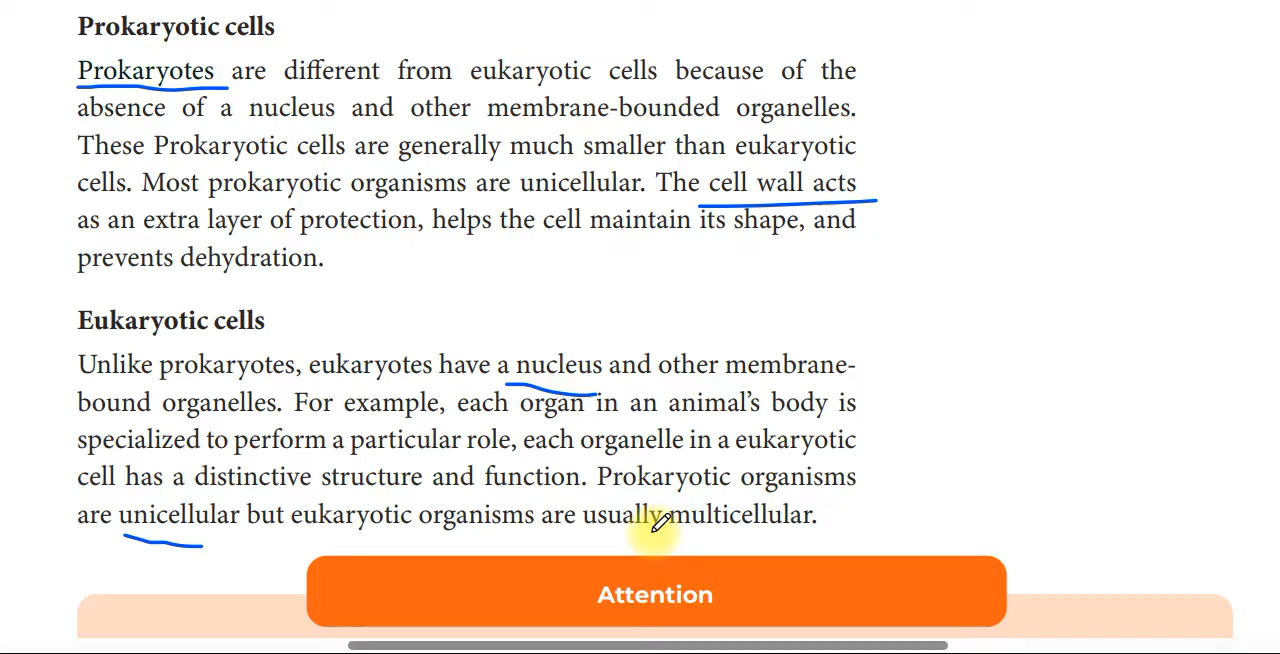 Prokaryotic cells
Prokaryotes are different from eukaryotic cells because of the
absence of a nucleus and other membrane-bounded organelles.
These Prokaryotic cells are generally much smaller than eukaryotic
cells. Most prokaryotic organisms are unicellular. The cell wall acts
as an extra layer of protection, helps the cell maintain its shape, and
prevents dehydration.
Eukaryotic cells
Unlike prokaryotes, eukaryotes have a nucleus and other membrane-
bound organelles. For example, each organ in an animal’s body is
specialized to perform a particular role, each organelle in a eukaryotic
cell has a distinctive structure and function. Prokaryotic organisms
are unicellular but eukaryotic organisms are usually multicellular.
Attention